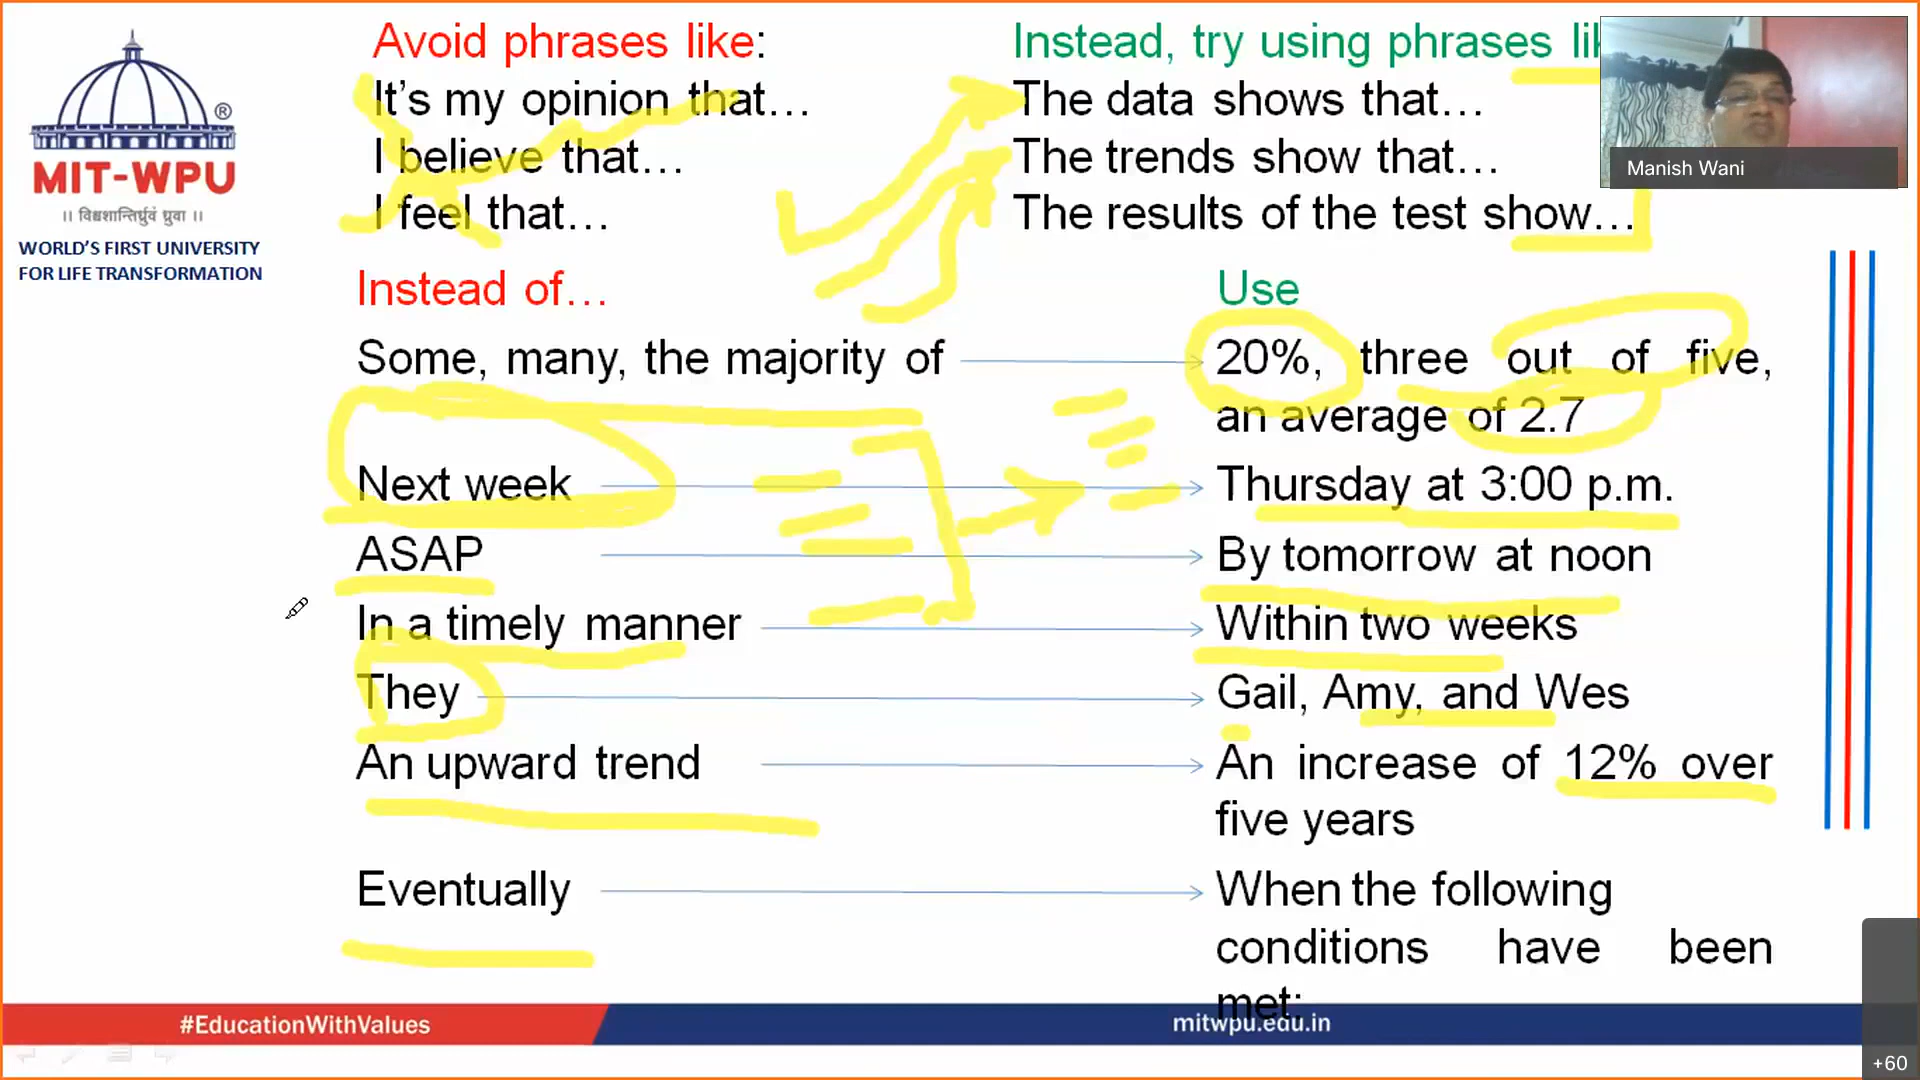 Avoid phrases like:
It’s my opinion that…
I believe that…
I feel that…
Instead, try using phrases
The data shows that…
The trends show that…
The results of the test show…
Manish Wani
®
MIT-WPU
॥ विश्वशान्तिर्ध्रुवं ध्रुवा ॥
WORLD’S FIRST UNIVERSITY
FOR LIFE TRANSFORMATION
Instead of…
Use
Some, many, the majority of
20%, three out of five,
an average of 2.7
Next week
Thursday at 3:00 p.m.
ASAP
By tomorrow at noon
In a timely manner
Within two weeks
They
Gail, Amy, and Wes
An upward trend
An increase of 12% over
five years
Eventually
When the following
conditions have been
met:
#EducationWithValues
mitwpu.edu.in
+60